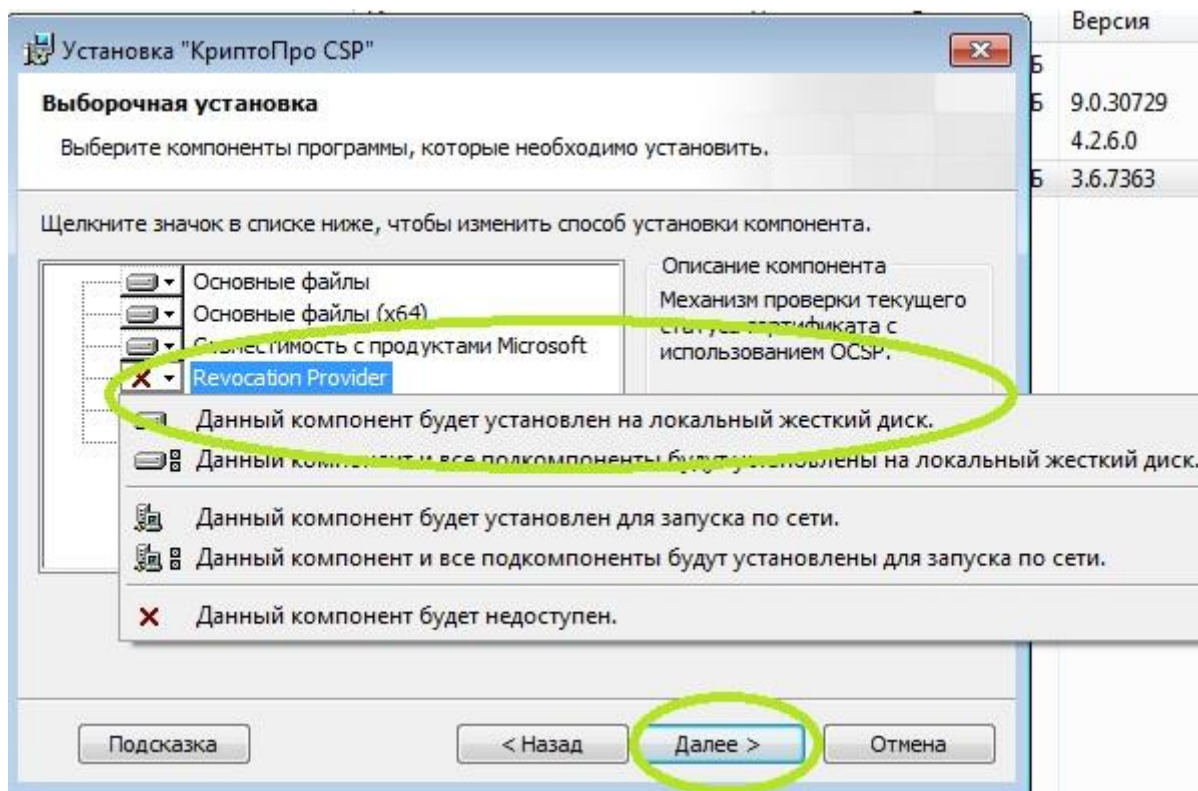 Версия
Установка "КриптоПро CSP"
Б
Выборочная установка
Б 9.0.30729
Выберите компоненты программы, которые необходимо установить.
4.2.6.0
Б 3.6.7363
Щелкните значок в списке ниже, чтобы изменить способ установки компонента.
Основные файлы
Основные файлы (x64)
Совместимость с продуктами Microsoft
Revocation Provider
Описание компонента
Механизм проверки текущего
статуса сертификата с
использованием OCSP.
Данный компонент будет установлен на локальный жесткий диск.
Данный компонент и все подкомпоненты будут установлены на локальный жесткий диск.
Данный компонент будет установлен для запуска по сети.
Данный компонент и все подкомпоненты будут установлены для запуска по сети.
Данный компонент будет недоступен.
Подсказка
< Назад
Далее >
Отмена